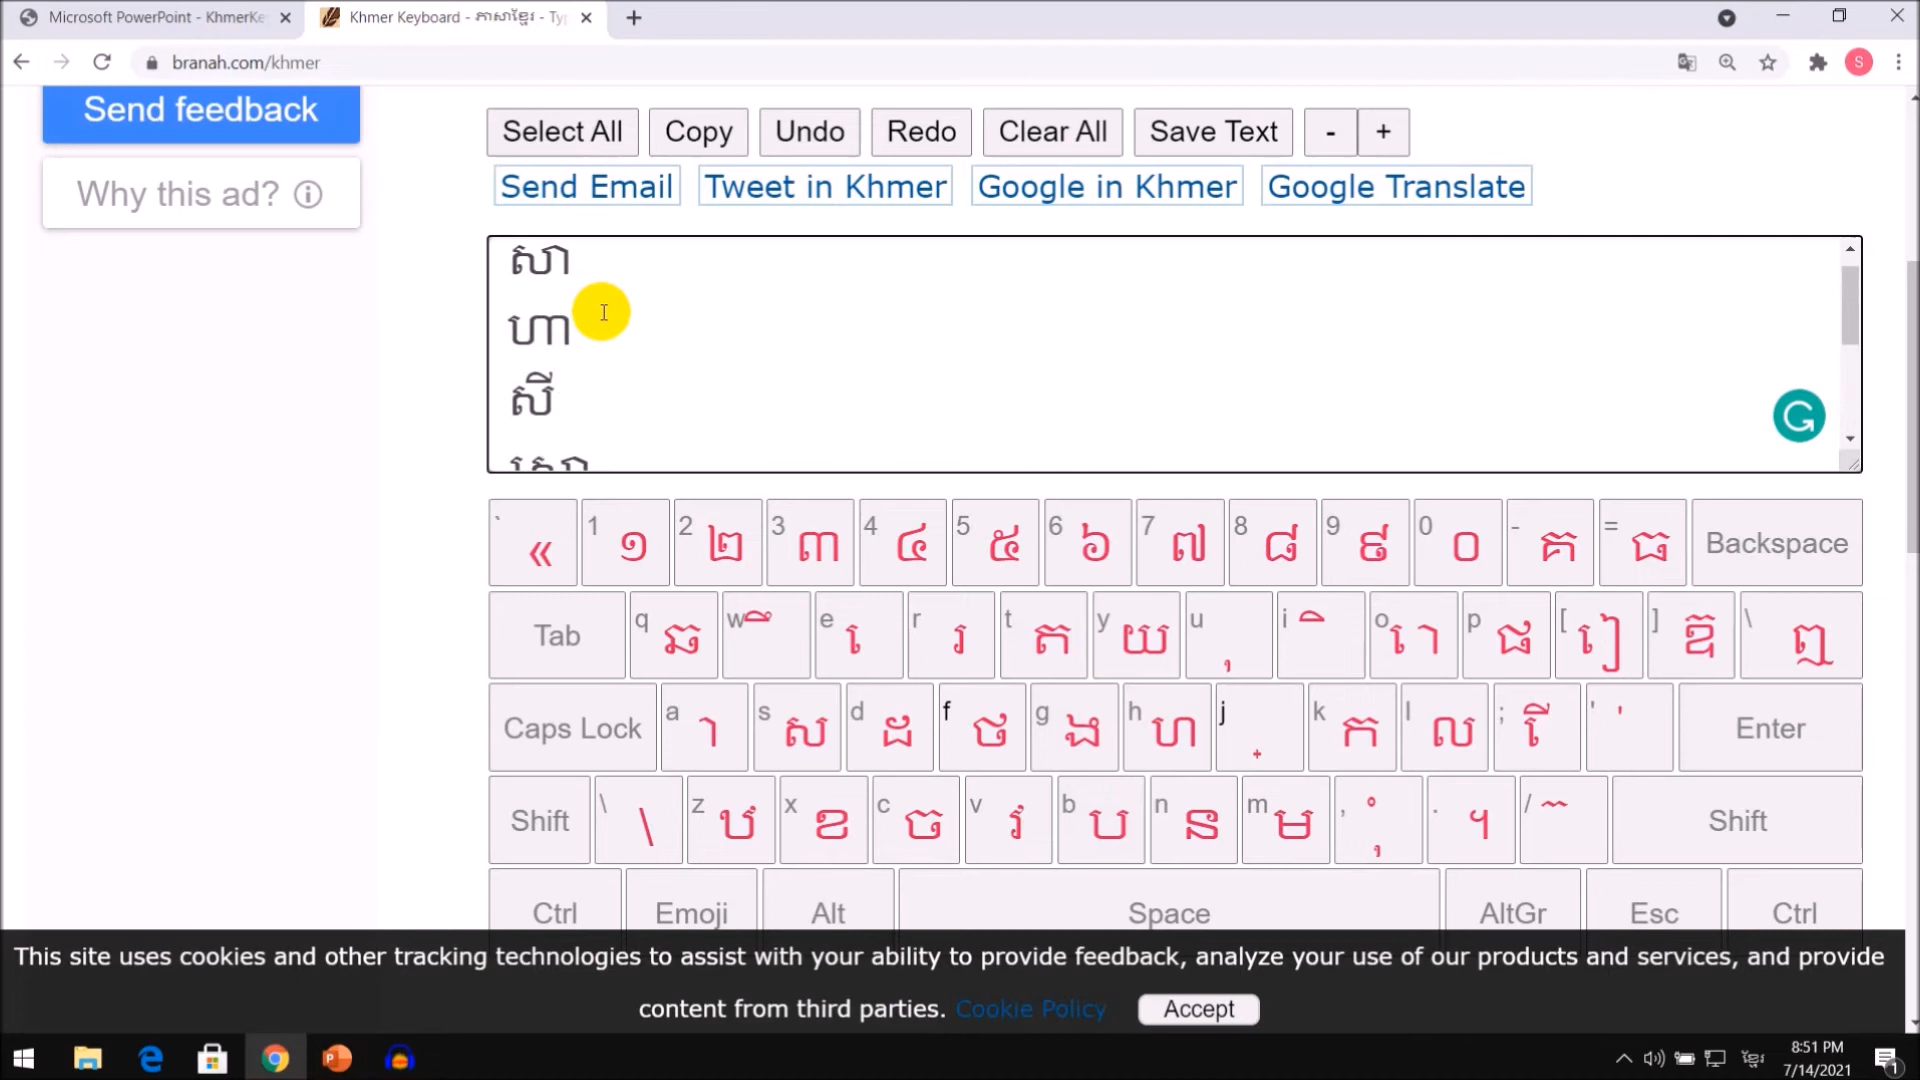 Microsoft PowerPoint - KhmerKe
Khmer Keyboard - ភាសាខ្មែរ - Typ
branah.com/khmer
S
Send feedback
Why this ad?
Select All Copy Undo Redo Clear All Save Text - +
Send Email Tweet in Khmer Google in Khmer Google Translate
សា
ហា
សី
` « 1 ១ 2 ២ 3 ៣ 4 ៤ 5 ៥ 6 ៦ 7 ៧ 8 ៨ 9 ៩ 0 ០ - គ = ធ Backspace
Tab q ឆ w ឹ e េ r រ t ត y យ u ុ i ិ o ោ p ផ [ ៀ ] ឪ \ ឮ
Caps Lock a ា s ស d ដ f ថ g ង h ហ j ្ k ក l ល ; ើ ' ់ Enter
Shift \ \ z ឋ x ខ c ច v វ b ប n ន m ម , ុំ . ។ / ៊ Shift
Ctrl Emoji Alt Space AltGr Esc Ctrl
This site uses cookies and other tracking technologies to assist with your ability to provide feedback, analyze your use of our products and services, and provide
content from third parties. Cookie Policy Accept
ខ្មែរ 8:51 PM
7/14/2021
1